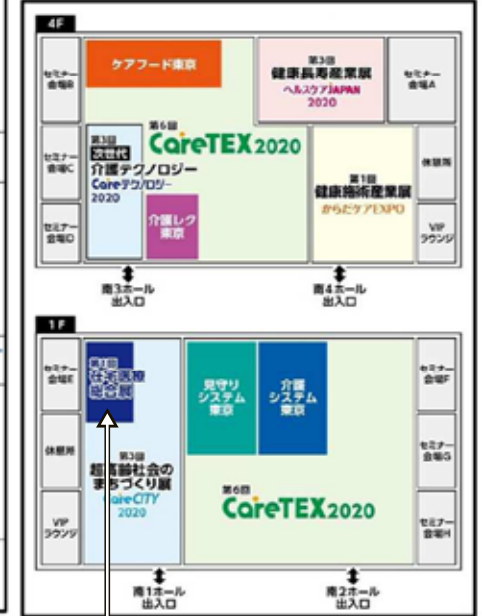 4F
セミナー
会場B
ケアフード東京
第3回
健康長寿産業展
ヘルスケアJAPAN
2020
セミナー
会場A
セミナー
会場C
第3回
次世代
介護テクノロジー
Careテクノロジー
2020
第6回
CareTEX2020
第1回
健康施術産業展
からだケアEXPO
休憩所
セミナー
会場D
介護レク
東京
VIP
ラウンジ
南3ホール
出入口
南4ホール
出入口
1F
セミナー
会場E
第1回
在宅医療
総合展
見守り
システム
東京
介護
システム
東京
セミナー
会場F
休憩所
第3回
超高齢社会の
まちづくり展
CareCITY
2020
第6回
CareTEX2020
セミナー
会場G
VIP
ラウンジ
セミナー
会場H
南1ホール
出入口
南2ホール
出入口